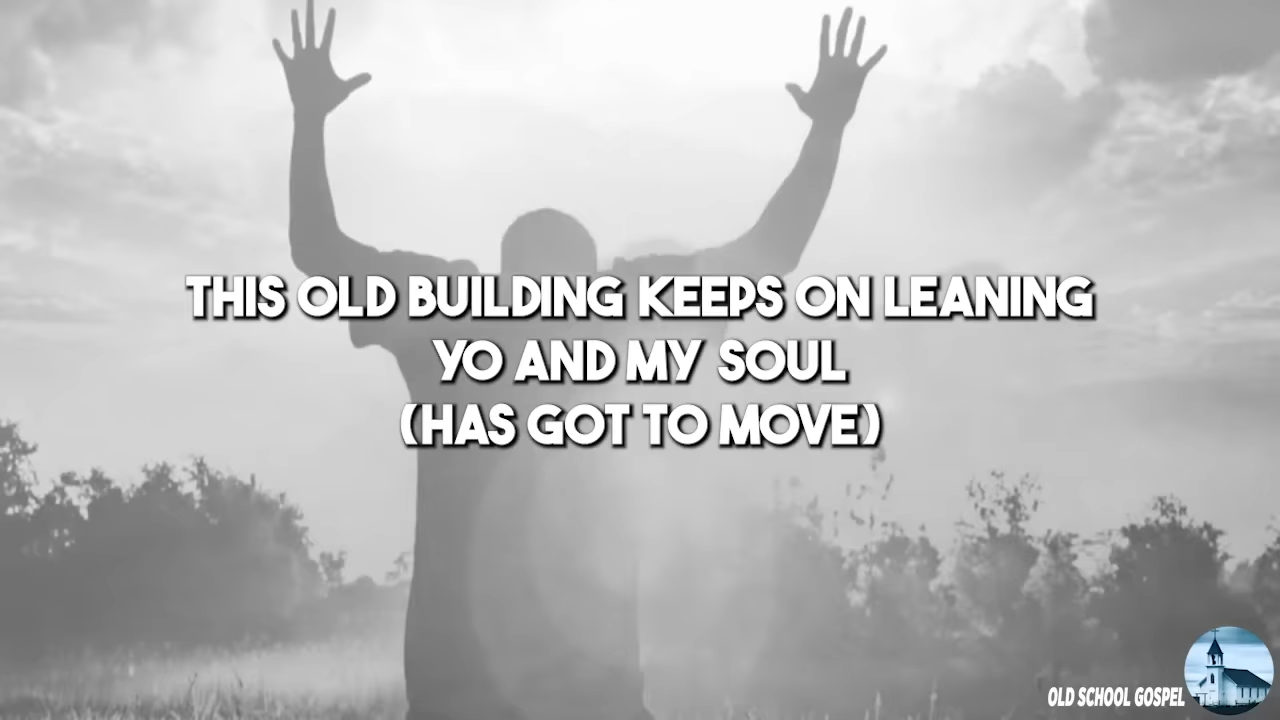 THIS OLD BUILDING KEEPS ON LEANING
YO AND MY SOUL
(HAS GOT TO MOVE)
OLD SCHOOL GOSPEL